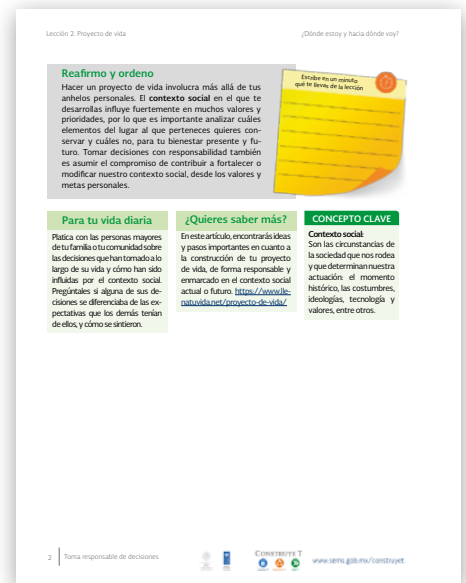 Lección 2. Proyecto de vida
¿Dónde estoy y hacia dónde voy?
Reafirmo y ordeno
Hacer un proyecto de vida involucra más allá de tus
anhelos personales. El contexto social en el que te
desarrollas influye fuertemente en muchos valores y
prioridades, por lo que es importante analizar cuáles
elementos del lugar al que perteneces quieres con-
servar y cuáles no, para tu bienestar presente y fu-
turo. Tomar decisiones con responsabilidad también
es asumir el compromiso de contribuir a fortalecer o
modificar nuestro contexto social, desde los valores y
metas personales.
Escribe en un minuto
qué te llevas de la lección
Para tu vida diaria
Platica con las personas mayores
de tu familia o tu comunidad sobre
las decisiones que han tomado a lo
largo de su vida y cómo han sido
influidas por el contexto social.
Pregúntales si alguna de sus de-
cisiones se diferenciaba de las ex-
pectativas que los demás tenían
de ellos, y cómo se sintieron.
¿Quieres saber más?
En este artículo, encontrarás ideas
y pasos importantes en cuanto a
la construcción de tu proyecto
de vida, de forma responsable y
enmarcado en el contexto social
actual o futuro. https://www.lle-
natuvida.net/proyecto-de-vida/
CONCEPTO CLAVE
Contexto social:
Son las circunstancias de
la sociedad que nos rodea
y que determinan nuestra
actuación: el momento
histórico, las costumbres,
ideologías, tecnología y
valores, entre otros.
2
Toma responsable de decisiones
CONSTRUYE T
www.sems.gob.mx/construyet